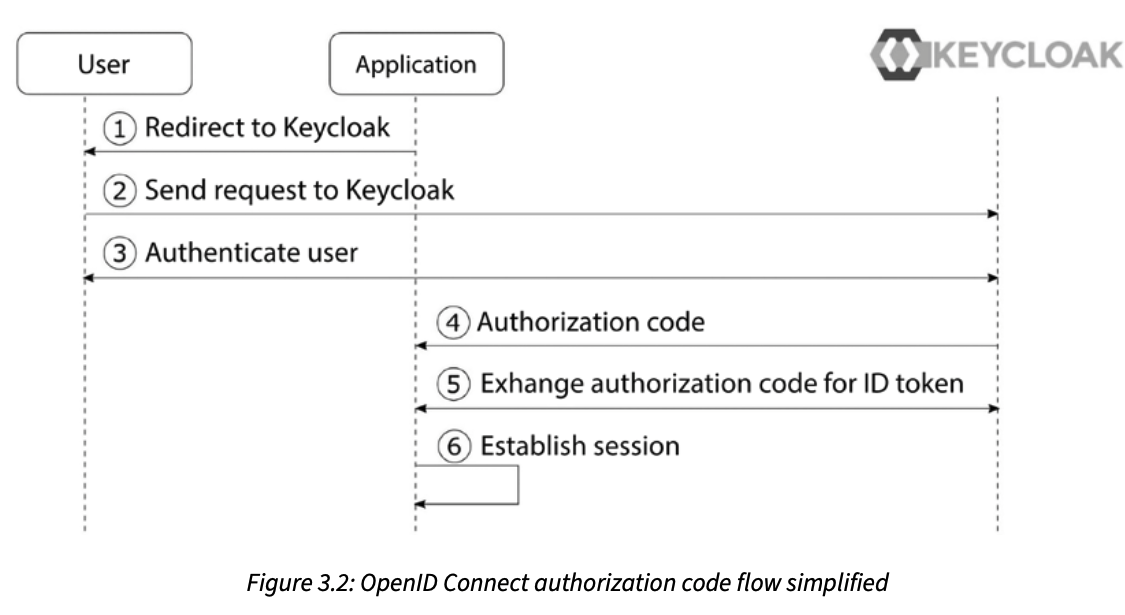 User
Application
KEYCLOAK
1 Redirect to Keycloak
2 Send request to Keycloak
3 Authenticate user
4 Authorization code
5 Exhange authorization code for ID token
6 Establish session
Figure 3.2: OpenID Connect authorization code flow simplified